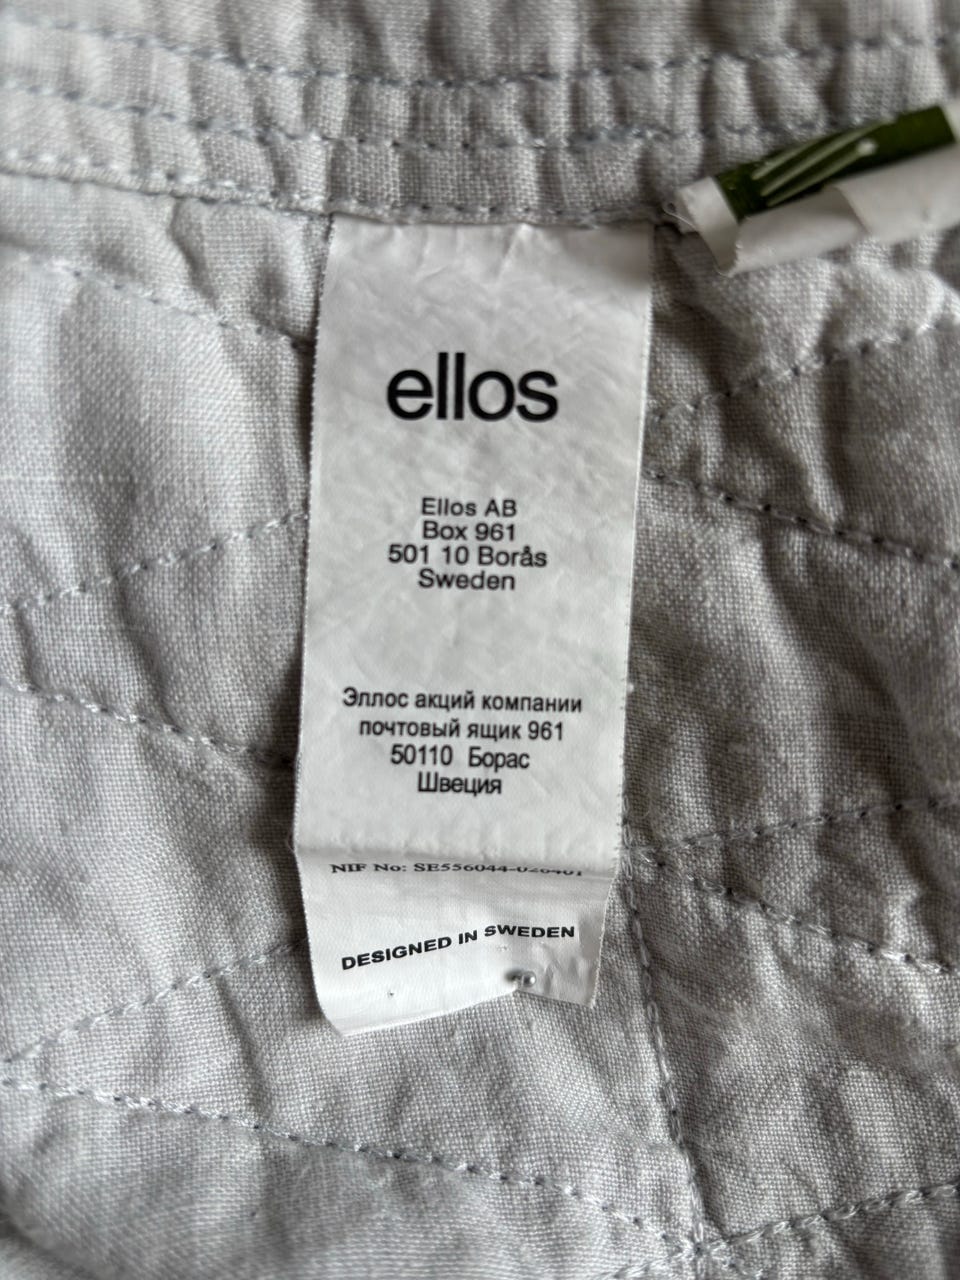 ellos
Ellos AB
Box 961
501 10 Borås
Sweden
Эллос акций компании
почтовый ящик 961
50110 Борас
Швеция
NIF No:
DESIGNED IN SWEDEN